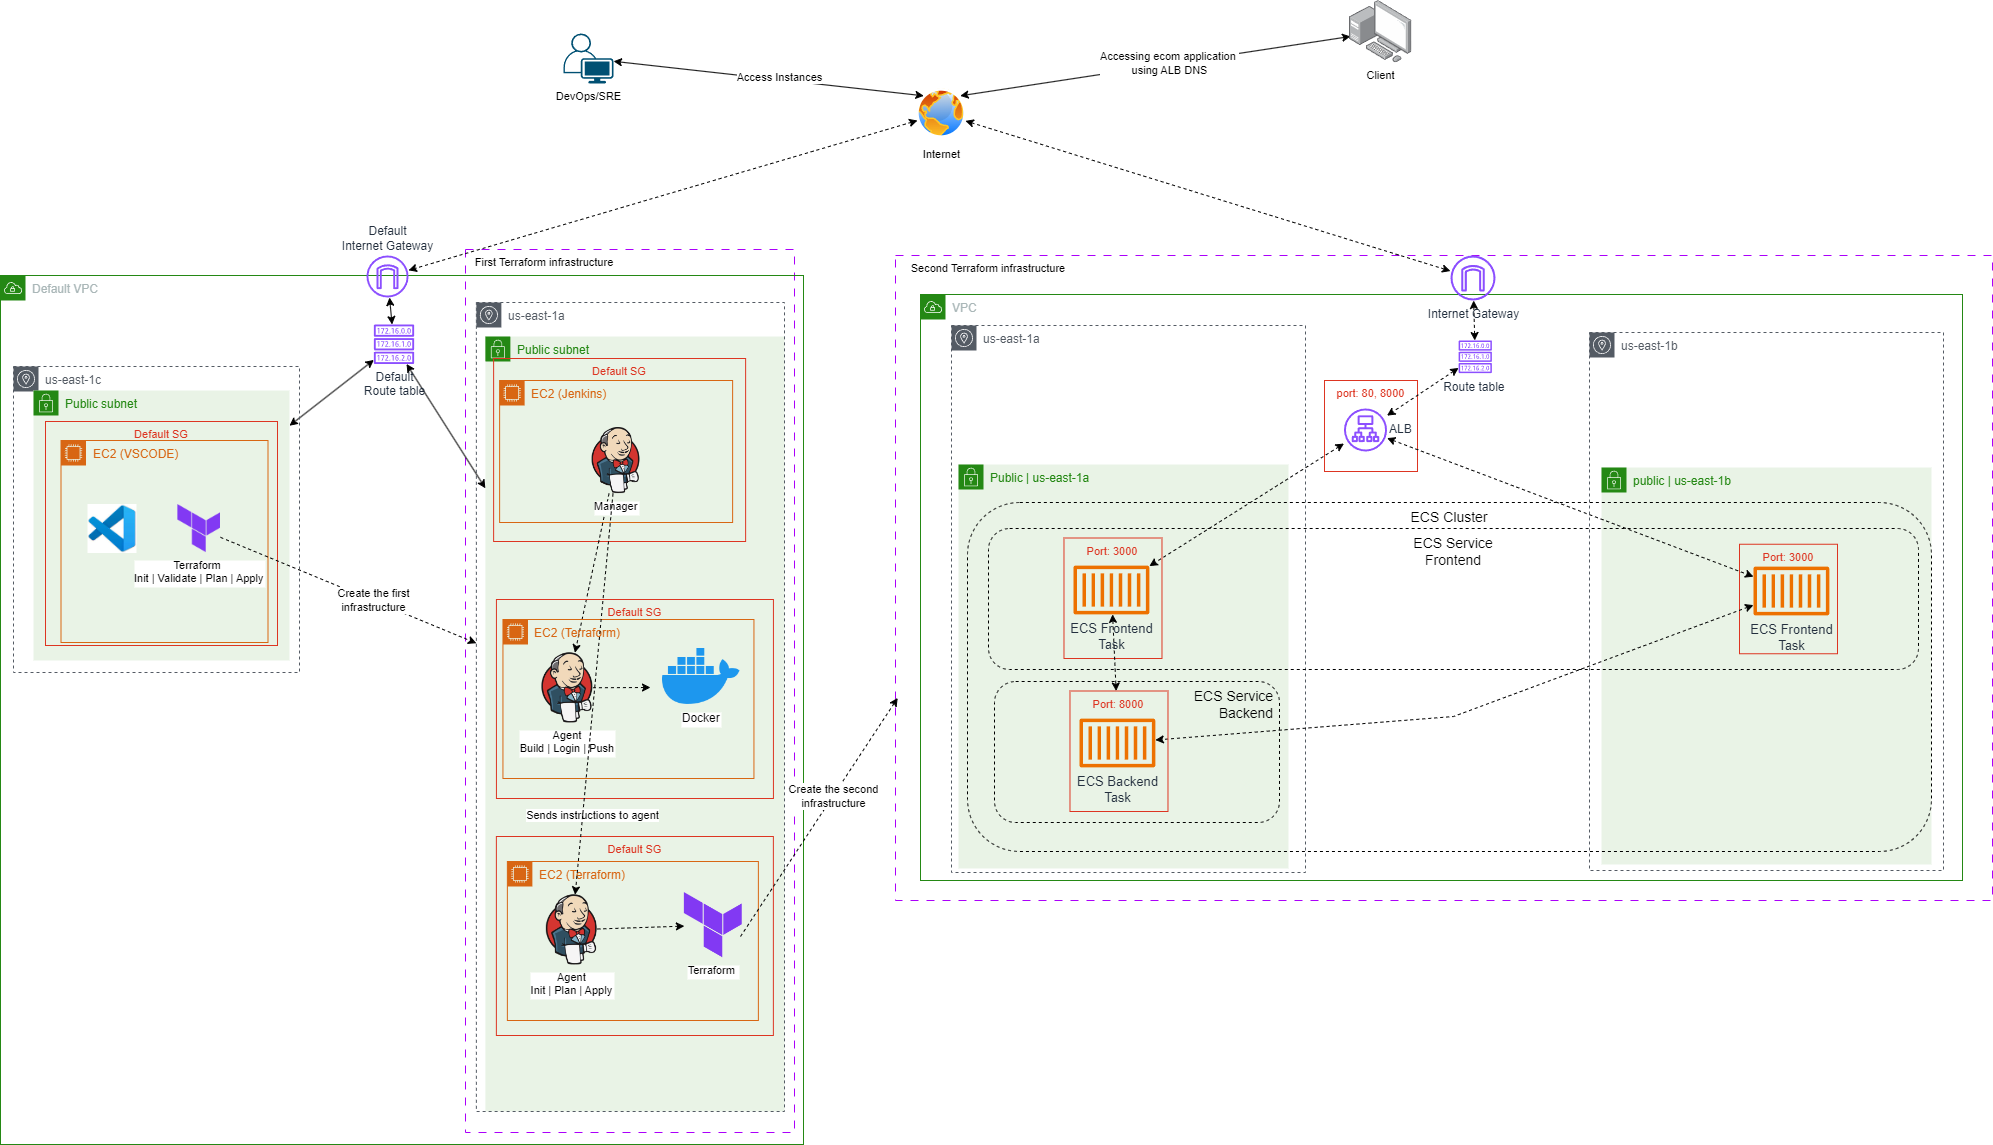 DevOps/SRE
Access Instances
Accessing ecom application
using ALB DNS
Client
Internet
Default
Internet Gateway
172.16.0.0
172.16.1.0
172.16.2.0
Default
Route table
Default VPC
us-east-1c
Public subnet
Default SG
EC2 (VSCODE)
Terraform
Init | Validate | Plan | Apply
Create the first
infrastructure
First Terraform infrastructure
us-east-1a
Public subnet
Default SG
EC2 (Jenkins)
Manager
Default SG
EC2 (Terraform)
Agent
Build | Login | Push
Docker
Sends instructions to agent
Default SG
EC2 (Terraform)
Agent
Init | Plan | Apply
Terraform
Create the second
infrastructure
Second Terraform infrastructure
VPC
Internet Gateway
172.16.0.0
172.16.1.0
172.16.2.0
Route table
us-east-1a
us-east-1b
port: 80, 8000
ALB
Public | us-east-1a
public | us-east-1b
ECS Cluster
ECS Service
Frontend
Port: 3000
ECS Frontend
Task
Port: 3000
ECS Frontend
Task
ECS Service
Backend
Port: 8000
ECS Backend
Task